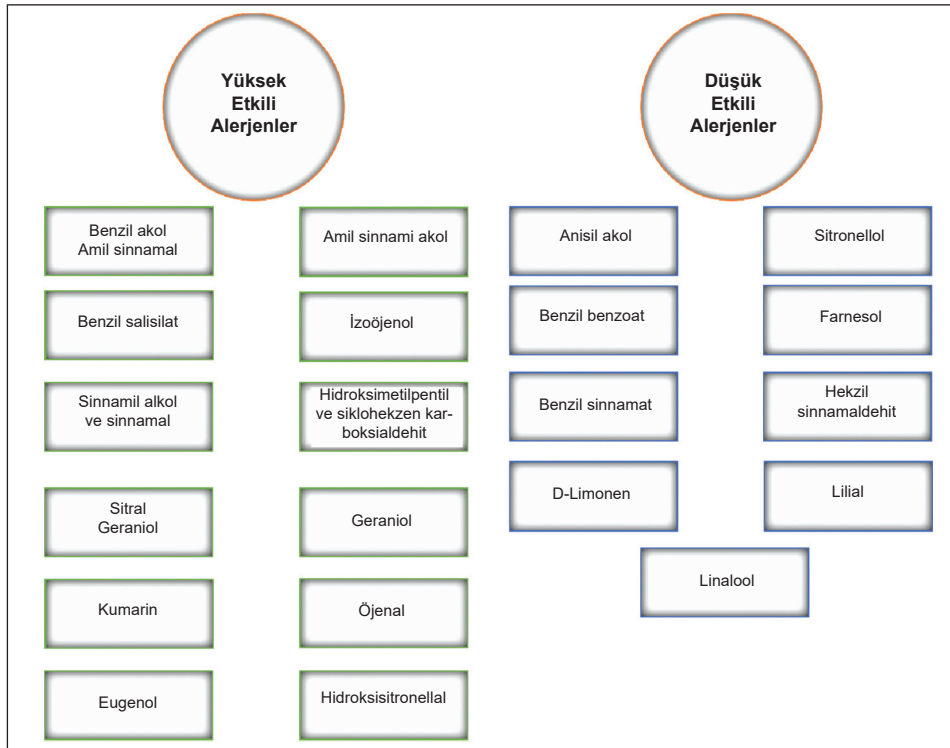 Yüksek
Etkili
Alerjenler
Düşük
Etkili
Alerjenler
Benzil akol
Amil sinnamal
Amil sinnami akol
Anisil akol
Sitronellol
Benzil salisilat
İzoöjenol
Benzil benzoat
Farnesol
Sinnamil alkol
ve sinnamal
Hidroksimetilpentil
ve siklohekzen kar-
boksialdehit
Benzil sinnamat
Hekzil
sinnamaldehit
Sitral
Geraniol
Geraniol
D-Limonen
Lilial
Linalool
Kumarin
Öjenal
Eugenol
Hidroksisitronellal